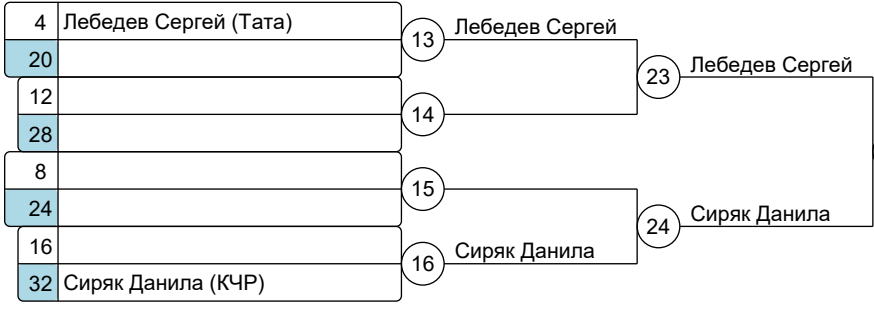 4 Лебедев Сергей (Тата)
20
13 Лебедев Сергей
12
28
14
23 Лебедев Сергей
8
24
15
16
32 Сиряк Данила (КЧР)
16 Сиряк Данила
24 Сиряк Данила